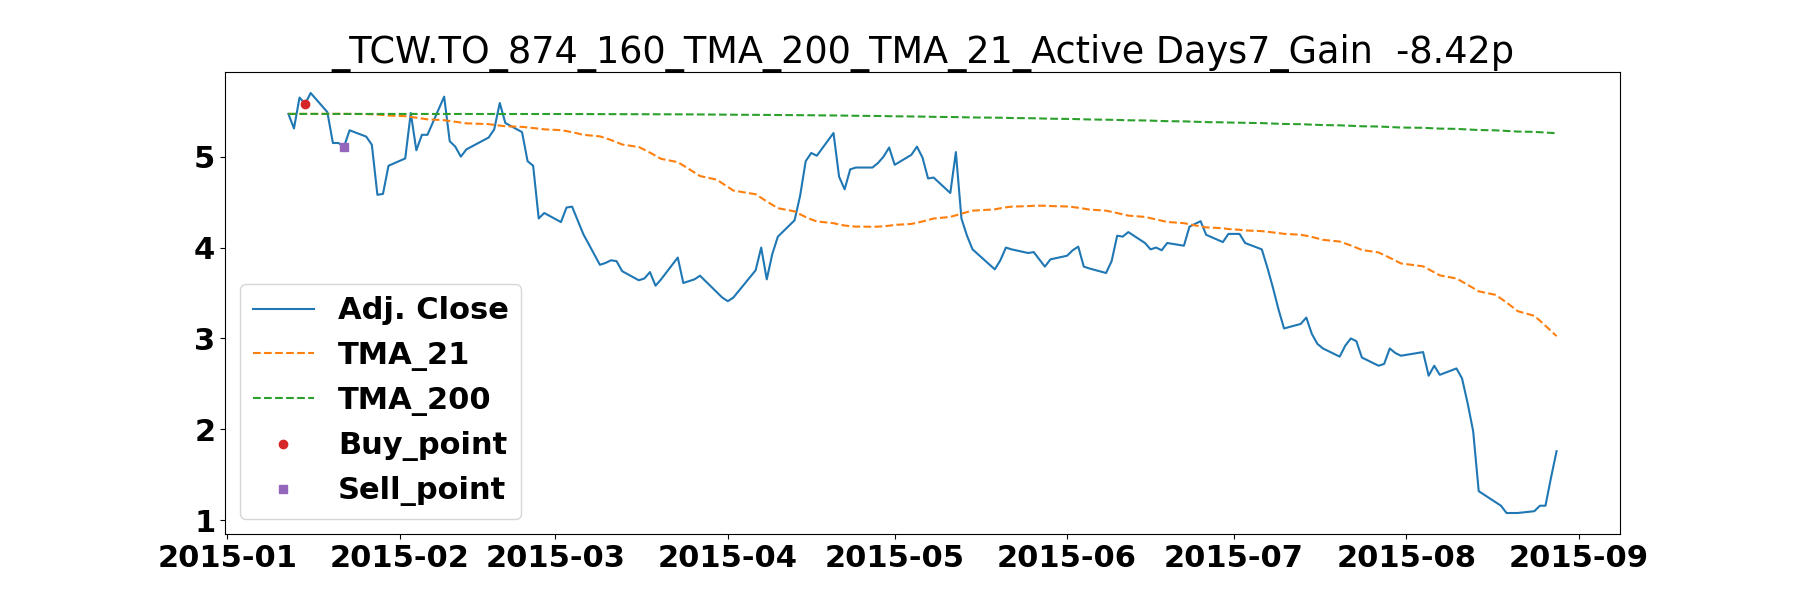 _TCW.TO_874_160_TMA_200_TMA_21_Active Days7_Gain  -8.42p
5
4
3
2
1
Adj. Close
TMA_21
TMA_200
Buy_point
Sell_point
2015-01 2015-02 2015-03 2015-04 2015-05 2015-06 2015-07 2015-08 2015-09